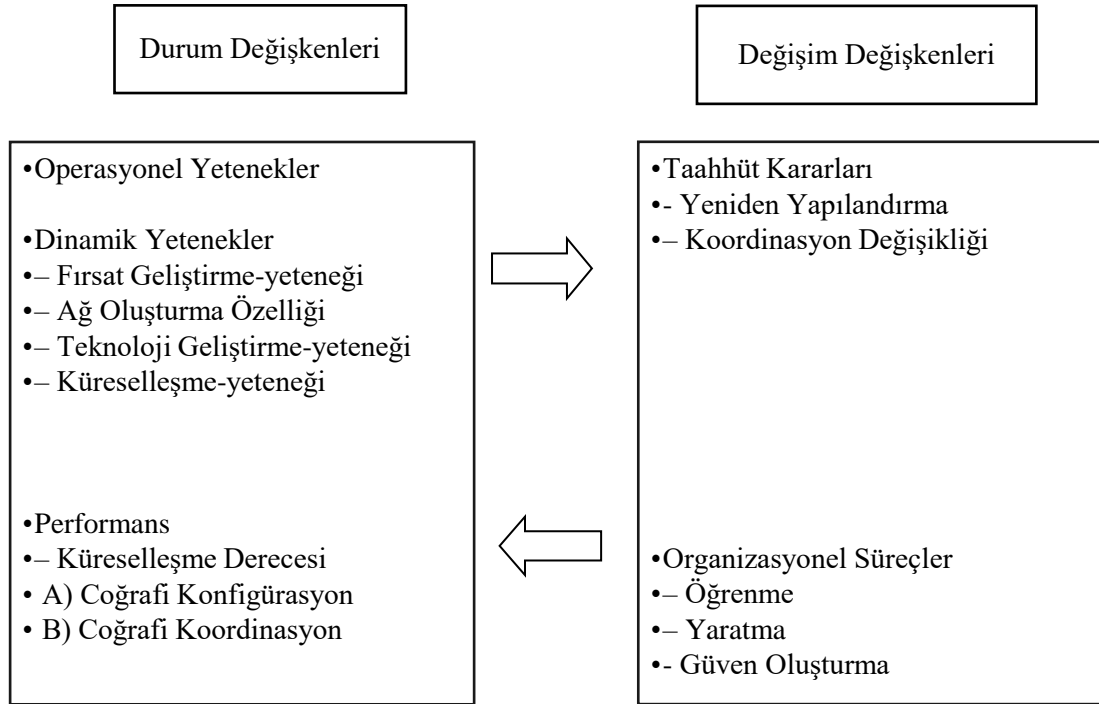 Durum Değişkenleri
Değişim Değişkenleri
•Operasyonel Yetenekler
•Dinamik Yetenekler
•– Fırsat Geliştirme-yeteneği
•– Ağ Oluşturma Özelliği
•– Teknoloji Geliştirme-yeteneği
•– Küreselleşme-yeteneği
•Performans
•– Küreselleşme Derecesi
• A) Coğrafi Konfigürasyon
• B) Coğrafi Koordinasyon
•Taahhüt Kararları
•- Yeniden Yapılandırma
•– Koordinasyon Değişikliği
•Organizasyonel Süreçler
•– Öğrenme
•– Yaratma
•- Güven Oluşturma